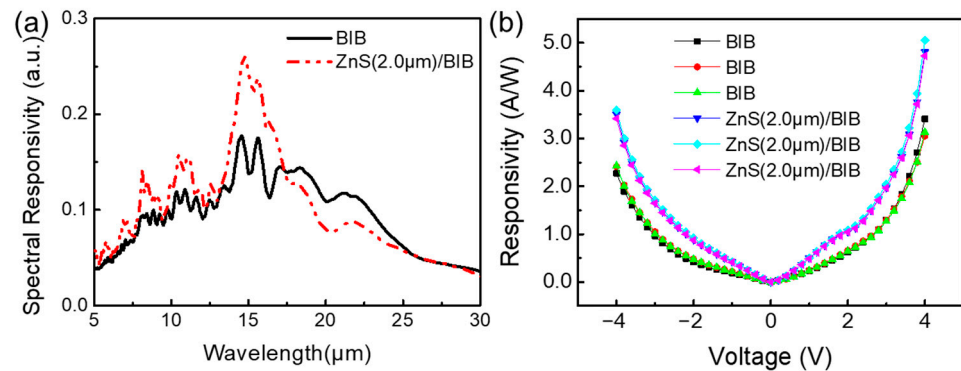 (a)
0.3
0.2
0.1
0.0
Spectral Responsivity (a.u.)
BIB
ZnS(2.0μm)/BIB
5 10 15 20 25 30
Wavelength(μm)
(b)
5.0
4.0
3.0
2.0
1.0
0.0
Responsivity (A/W)
BIB
BIB
BIB
ZnS(2.0μm)/BIB
ZnS(2.0μm)/BIB
ZnS(2.0μm)/BIB
−4 −2 0 2 4
Voltage (V)